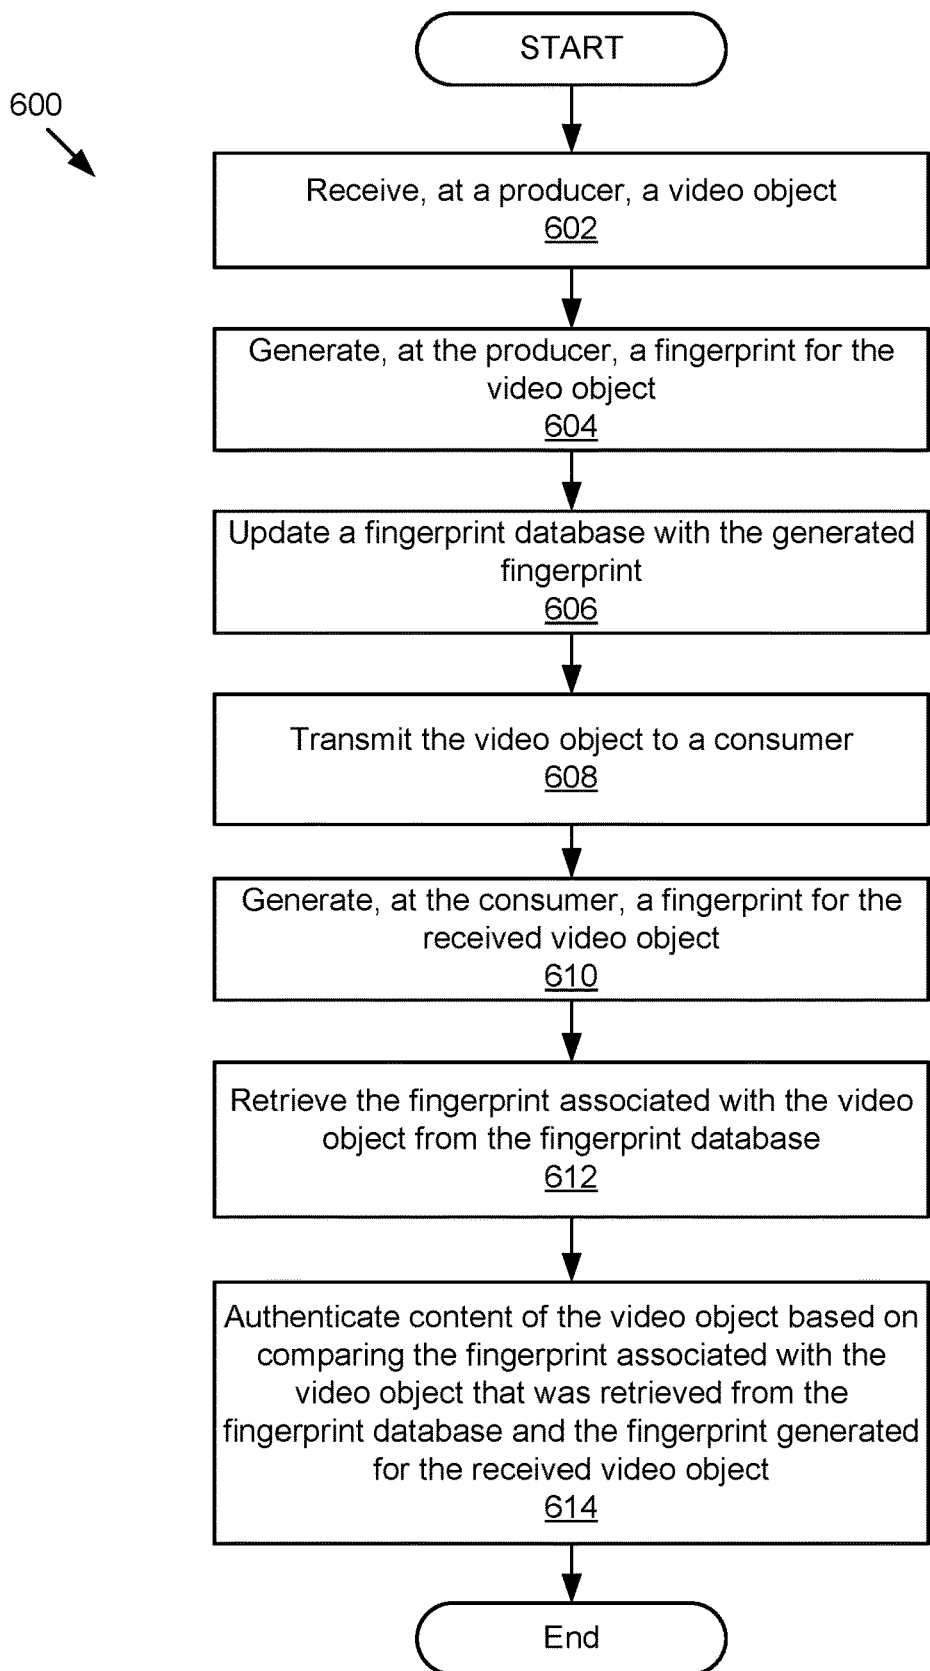 START
600
Receive, at a producer, a video object
602
Generate, at the producer, a fingerprint for the
video object
604
Update a fingerprint database with the generated
fingerprint
606
Transmit the video object to a consumer
608
Generate, at the consumer, a fingerprint for the
received video object
610
Retrieve the fingerprint associated with the video
object from the fingerprint database
612
Authenticate content of the video object based on
comparing the fingerprint associated with the
video object that was retrieved from the
fingerprint database and the fingerprint generated
for the received video object
614
End